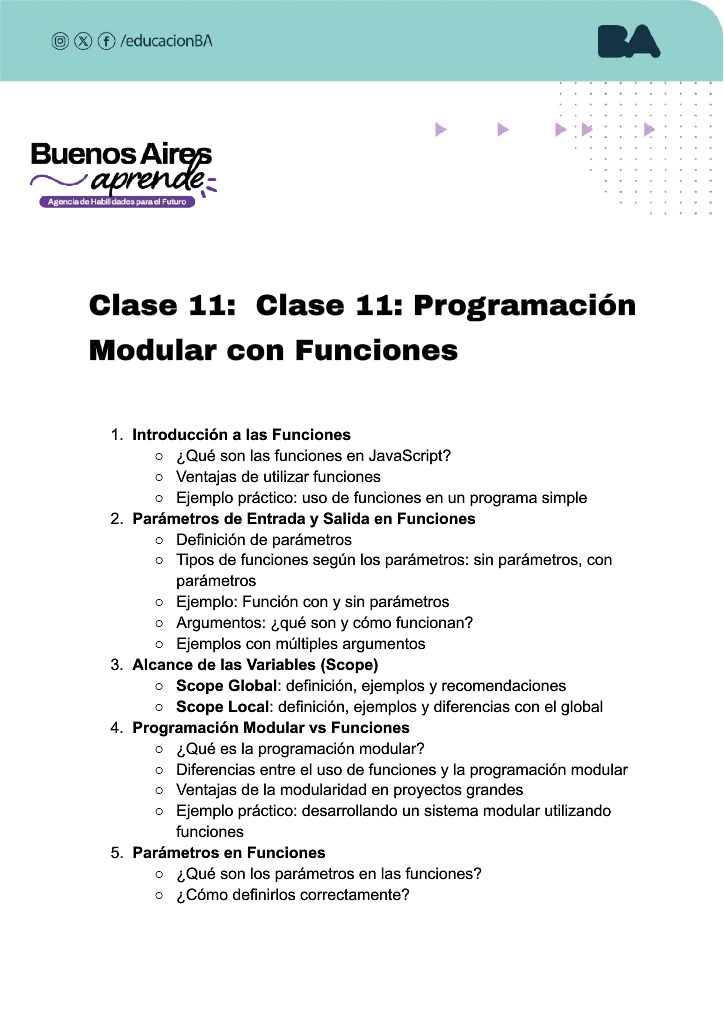 /educacionBA
BA
Buenos Aires
aprende
Agencia de Habilidades para el Futuro
Clase 11:  Clase 11: Programación
Modular con Funciones
1. Introducción a las Funciones
○ ¿Qué son las funciones en JavaScript?
○ Ventajas de utilizar funciones
○ Ejemplo práctico: uso de funciones en un programa simple
2. Parámetros de Entrada y Salida en Funciones
○ Definición de parámetros
○ Tipos de funciones según los parámetros: sin parámetros, con
parámetros
○ Ejemplo: Función con y sin parámetros
○ Argumentos: ¿qué son y cómo funcionan?
○ Ejemplos con múltiples argumentos
3. Alcance de las Variables (Scope)
○ Scope Global: definición, ejemplos y recomendaciones
○ Scope Local: definición, ejemplos y diferencias con el global
4. Programación Modular vs Funciones
○ ¿Qué es la programación modular?
○ Diferencias entre el uso de funciones y la programación modular
○ Ventajas de la modularidad en proyectos grandes
○ Ejemplo práctico: desarrollando un sistema modular utilizando
funciones
5. Parámetros en Funciones
○ ¿Qué son los parámetros en las funciones?
○ ¿Cómo definirlos correctamente?